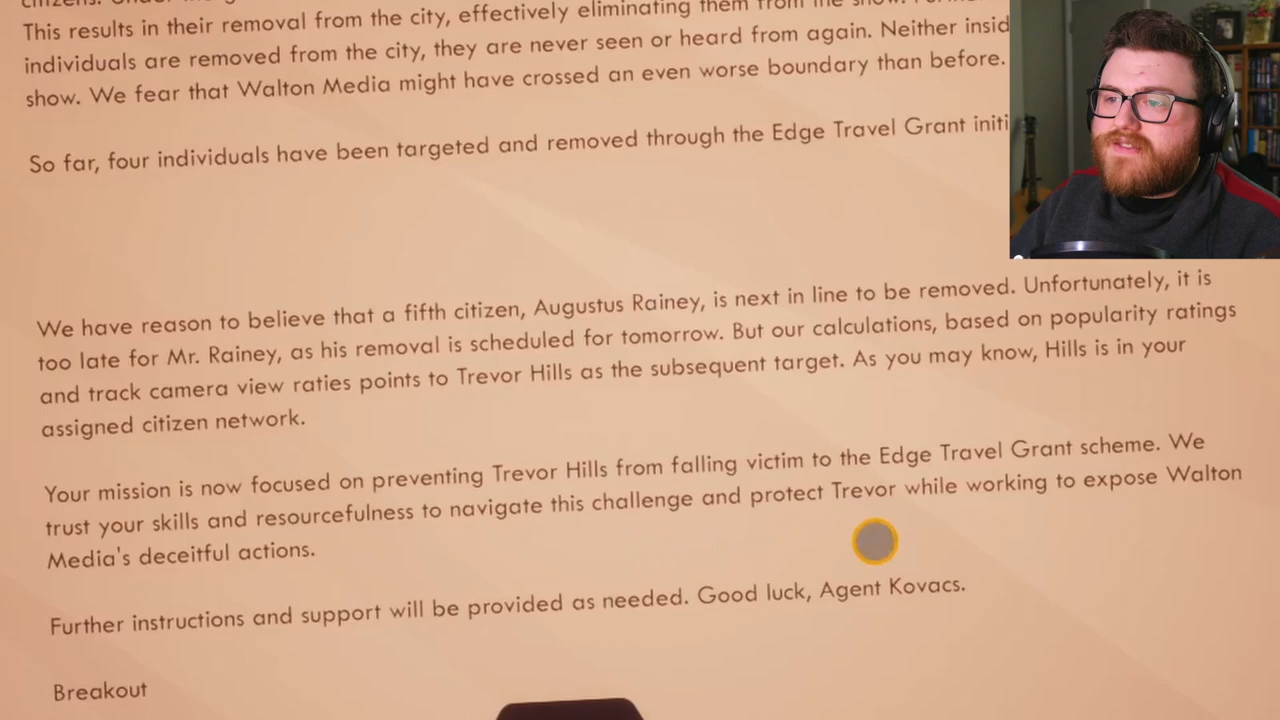 This results in their removal from the city, effectively eliminating them from the show.
individuals are removed from the city, they are never seen or heard from again. Neither insid
show. We fear that Walton Media might have crossed an even worse boundary than before.
So far, four individuals have been targeted and removed through the Edge Travel Grant initi
We have reason to believe that a fifth citizen, Augustus Rainey, is next in line to be removed. Unfortunately, it is
too late for Mr. Rainey, as his removal is scheduled for tomorrow. But our calculations, based on popularity ratings
and track camera view raties points to Trevor Hills as the subsequent target. As you may know, Hills is in your
assigned citizen network.
Your mission is now focused on preventing Trevor Hills from falling victim to the Edge Travel Grant scheme. We
trust your skills and resourcefulness to navigate this challenge and protect Trevor while working to expose Walton
Media's deceitful actions.
Further instructions and support will be provided as needed. Good luck, Agent Kovacs.
Breakout